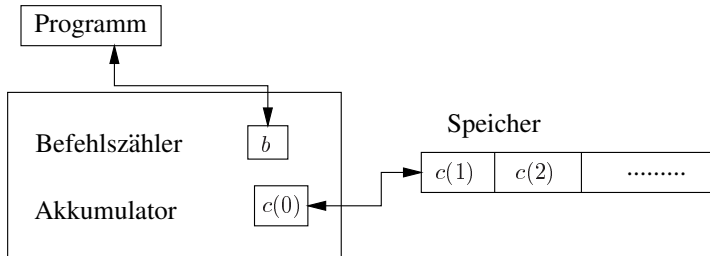 Programm
Speicher
Befehlszähler b
c(1) c(2) .........
Akkumulator c(0)